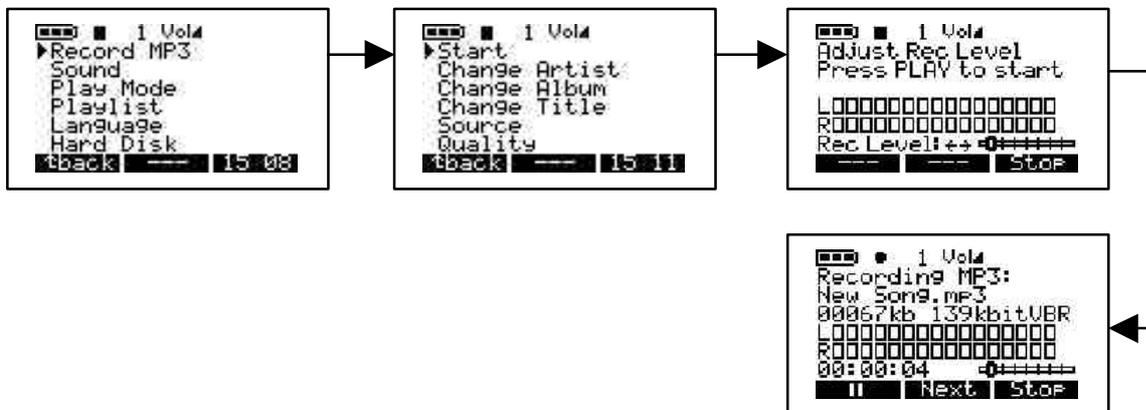 1 Vol
Record MP3
Sound
Play Mode
Playlist
Language
Hard Disk
back --- 15 08
1 Vol
Start
Change Artist
Change Album
Change Title
Source
Quality
back --- 15 11
1 Vol
Adjust Rec Level
Press PLAY to start
L
R
Rec Level:↔
--- --- Stop
1 Vol
Recording MP3:
New Song.mp3
00067kb 139kbitVBR
L
R
00:00:04
Next Stop